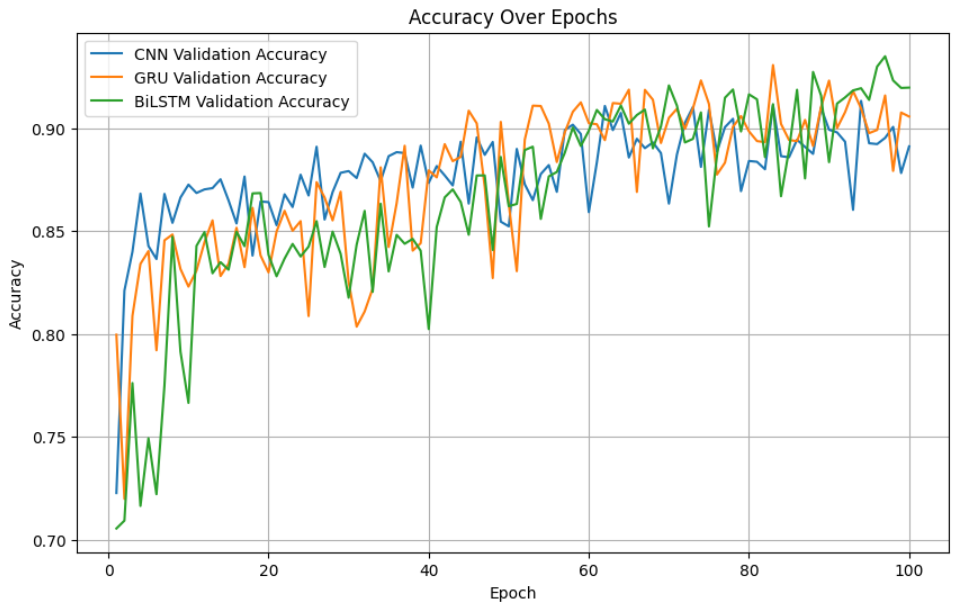 Accuracy Over Epochs
CNN Validation Accuracy
GRU Validation Accuracy
BiLSTM Validation Accuracy
Accuracy
0.90
0.85
0.80
0.75
0.70
0 20 40 60 80 100
Epoch